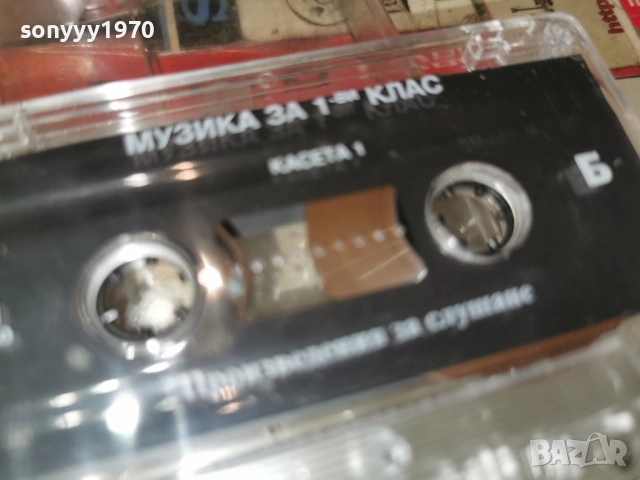 sonyyy1970
МУЗИКА ЗА 1-ви КЛАС
КАСЕТА 1
Б
Произведения за слушане
BAZAR